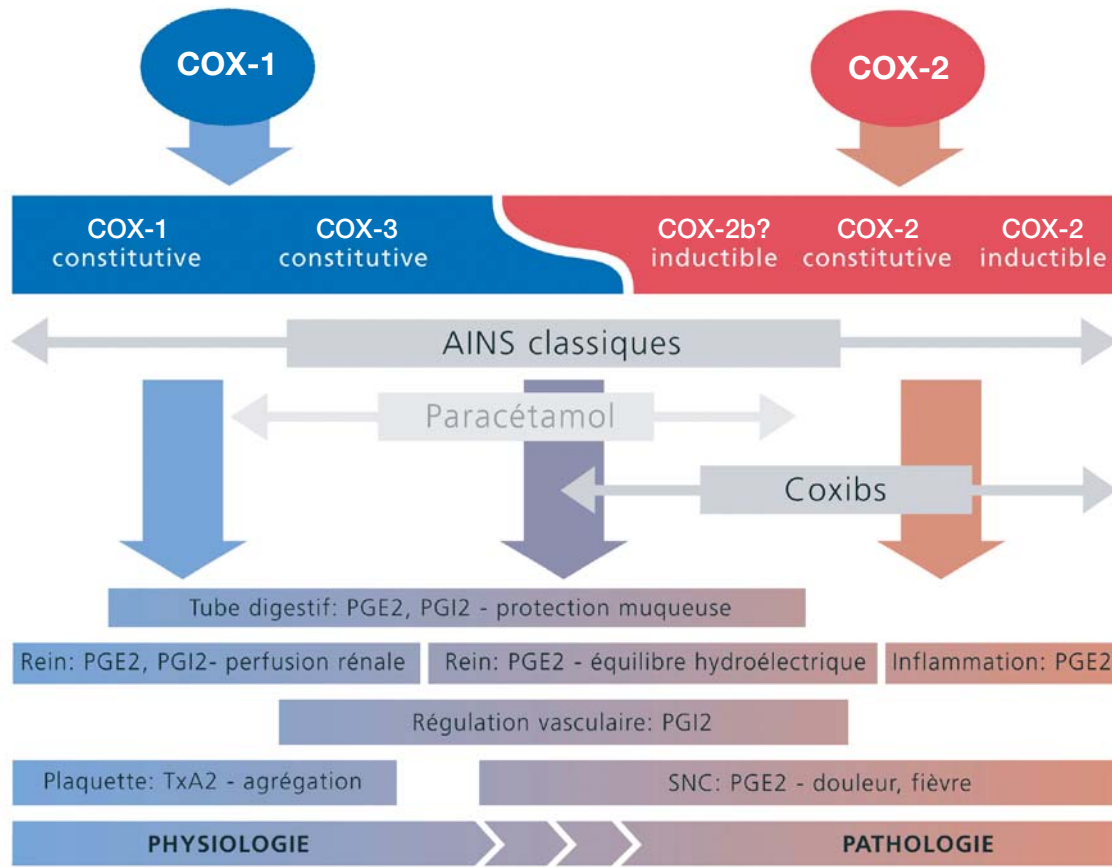 COX-1
COX-2
COX-1
constitutive
COX-3
constitutive
COX-2b?
inductible
COX-2
constitutive
COX-2
inductible
AINS classiques
Paracétamol
Coxibs
Tube digestif: PGE2, PGI2 - protection muqueuse
Rein: PGE2, PGI2- perfusion rénale
Rein: PGE2 - équilibre hydroélectrique
Inflammation: PGE2
Régulation vasculaire: PGI2
Plaquette: TxA2 - agrégation
SNC: PGE2 - douleur, fièvre
PHYSIOLOGIE
PATHOLOGIE